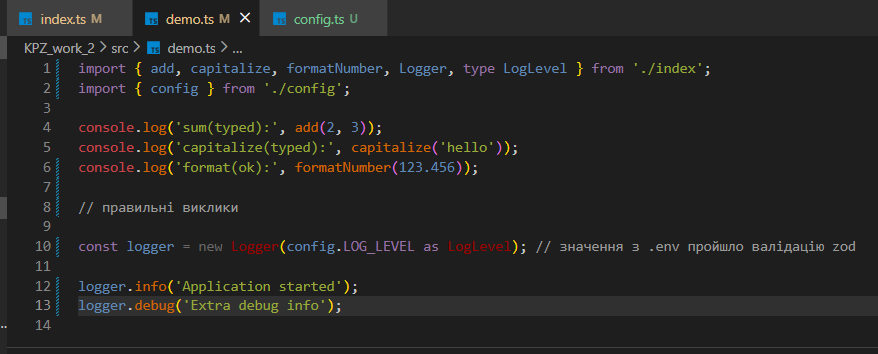 TS index.ts M TS demo.ts M × TS config.ts U
KPZ_work_2 > src > TS demo.ts > ...
1 import { add, capitalize, formatNumber, Logger, type LogLevel } from './index';
2 import { config } from './config';
3
4 console.log('sum(typed):', add(2, 3));
5 console.log('capitalize(typed):', capitalize('hello'));
6 console.log('format(ok):', formatNumber(123.456));
7
8 // правильні виклики
9
10 const logger = new Logger(config.LOG_LEVEL as LogLevel); // значення з .env пройшло валідацію zod
11
12 logger.info('Application started');
13 logger.debug('Extra debug info');
14